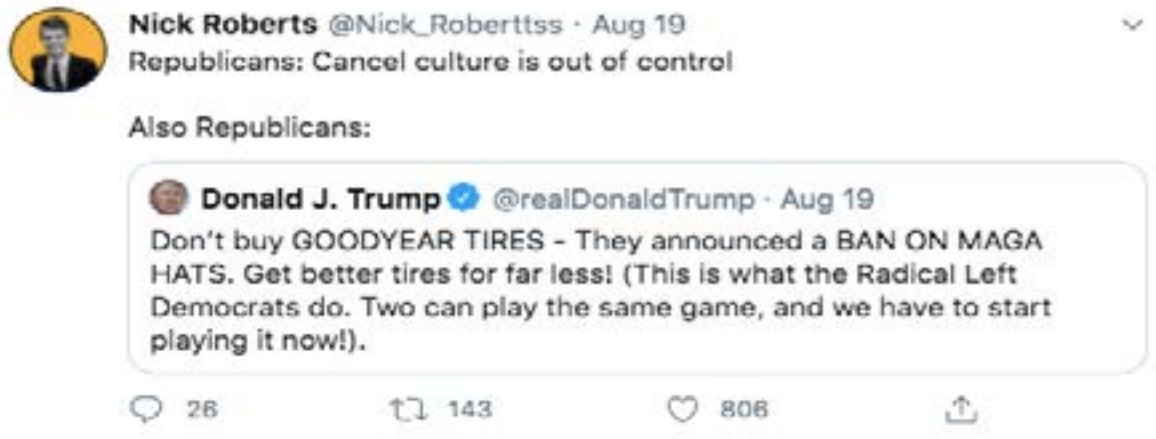 Nick Roberts @Nick_Roberttss · Aug 19
Republicans: Cancel culture is out of control
Also Republicans:
Donald J. Trump @realDonaldTrump · Aug 19
Don't buy GOODYEAR TIRES - They announced a BAN ON MAGA
HATS. Get better tires for far less! (This is what the Radical Left
Democrats do. Two can play the same game, and we have to start
playing it now!).
26 143 806